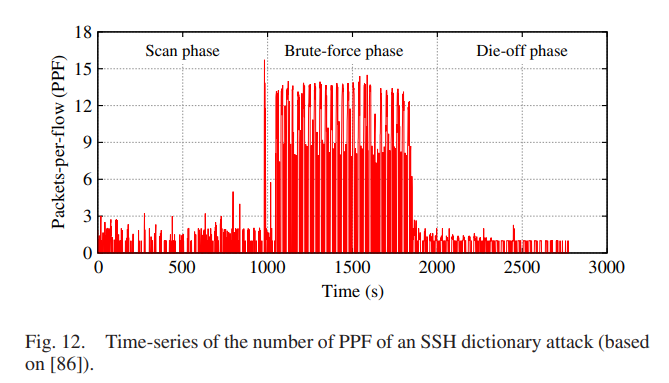 18
Scan phase Brute-force phase Die-off phase
15
12
9
6
3
0
Packets-per-flow (PPF)
0 500 1000 1500 2000 2500 3000
Time (s)
Fig. 12. Time-series of the number of PPF of an SSH dictionary attack (based
on [86]).